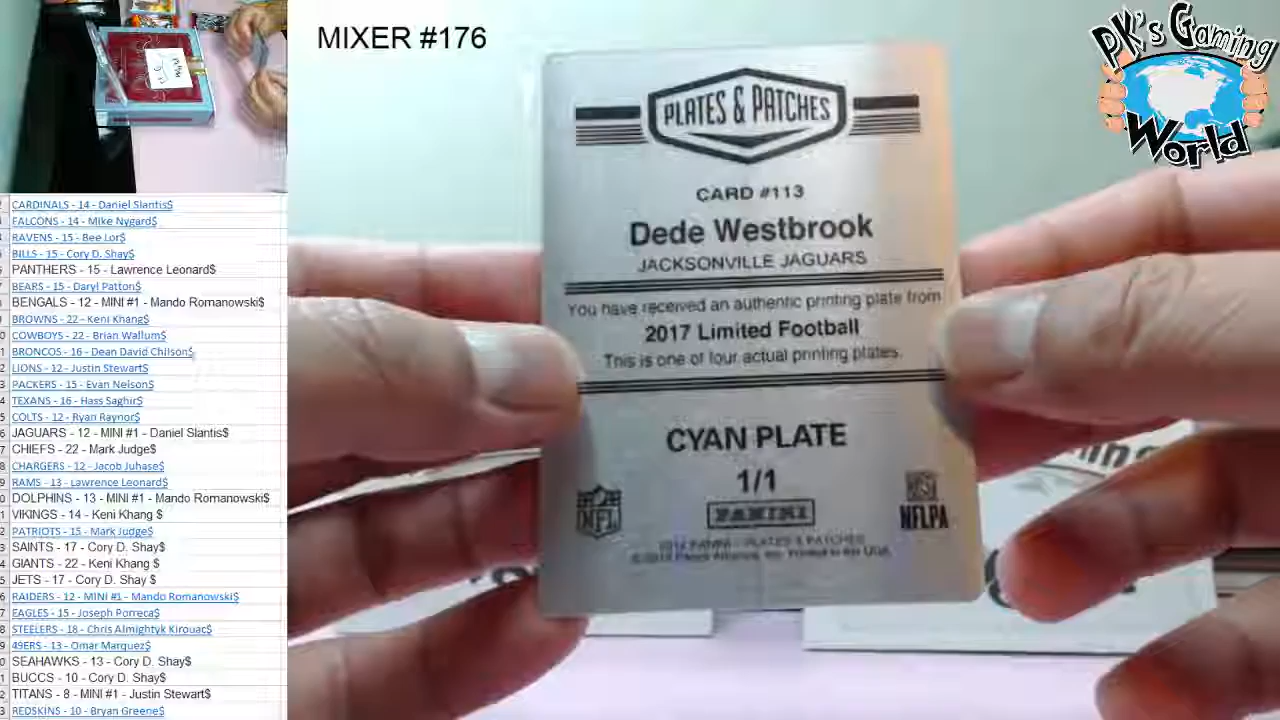 MIXER #176
PK's Gaming
World
PLATES & PATCHES
CARD #113
Dede Westbrook
JACKSONVILLE JAGUARS
You have received an authentic printing plate from
2017 Limited Football
This is one of four actual printing plates.
CYAN PLATE
1/1
NFL
PANINI
NFLPA
CARDINALS - 14 - Daniel Slantis$
FALCONS - 14 - Mike Nygard$
RAVENS - 15 - Bee Lor$
BILLS - 15 - Cory D. Shay$
PANTHERS - 15 - Lawrence Leonard$
BEARS - 15 - Daryl Patton$
BENGALS - 12 - MINI #1 - Mando Romanowski$
BROWNS - 22 - Keni Khang$
COWBOYS - 22 - Brian Wallum$
BRONCOS - 16 - Dean David Chilson$
LIONS - 12 - Justin Stewart$
PACKERS - 15 - Evan Nelson$
TEXANS - 16 - Hass Saghir$
COLTS - 12 - Ryan Raynor$
JAGUARS - 12 - MINI #1 - Daniel Slantis$
CHIEFS - 22 - Mark Judge$
CHARGERS - 12 - Jacob Juhase$
RAMS - 13 - Lawrence Leonard$
DOLPHINS - 13 - MINI #1 - Mando Romanowski$
VIKINGS - 14 - Keni Khang $
PATRIOTS - 15 - Mark Judge$
SAINTS - 17 - Cory D. Shay$
GIANTS - 22 - Keni Khang $
JETS - 17 - Cory D. Shay $
RAIDERS - 12 - MINI #1 - Mando Romanowski$
EAGLES - 15 - Joseph Porreca$
STEELERS - 18 - Chris Almightyk Kirouac$
49ERS - 13 - Omar Marquez$
SEAHAWKS - 13 - Cory D. Shay$
BUCCS - 10 - Cory D. Shay$
TITANS - 8 - MINI #1 - Justin Stewart$
REDSKINS - 10 - Bryan Greene$